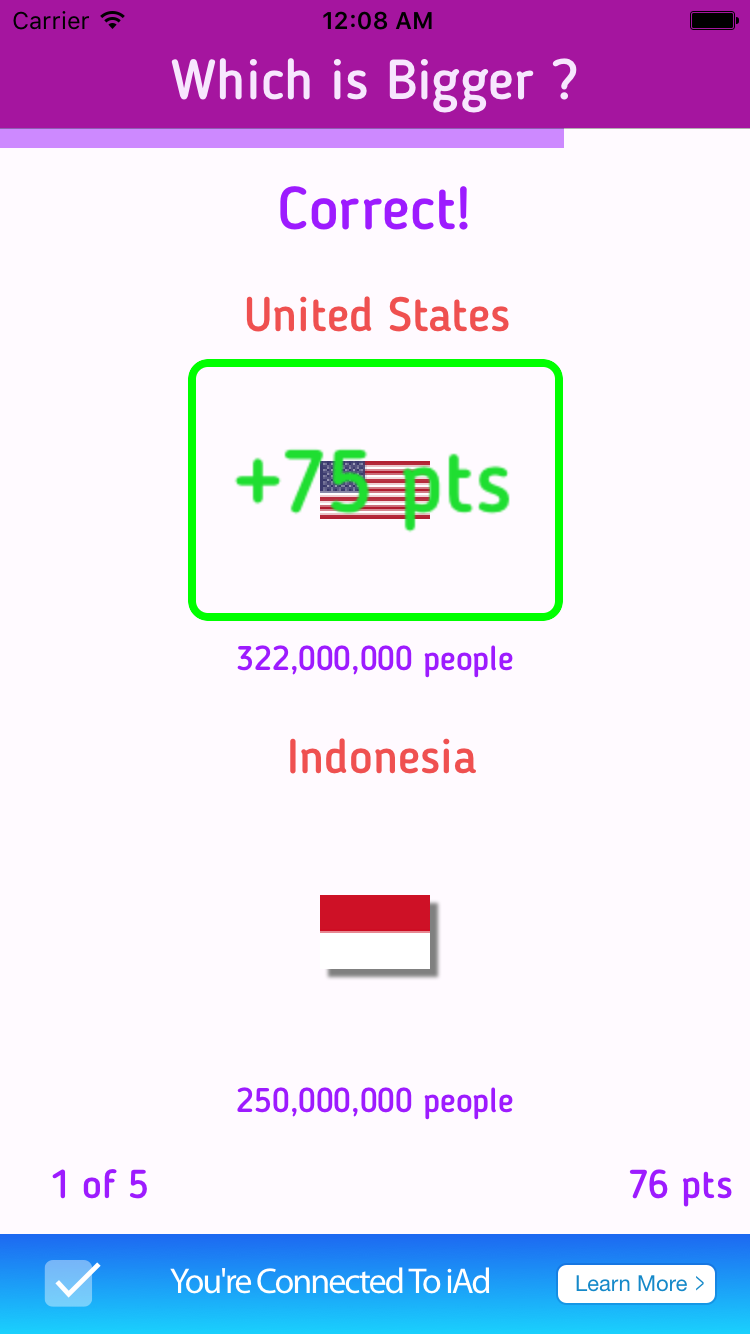 Carrier 12:08 AM
Which is Bigger ?
Correct!
United States
+75 pts
322,000,000 people
Indonesia
250,000,000 people
1 of 5 76 pts
You're Connected To iAd Learn More >